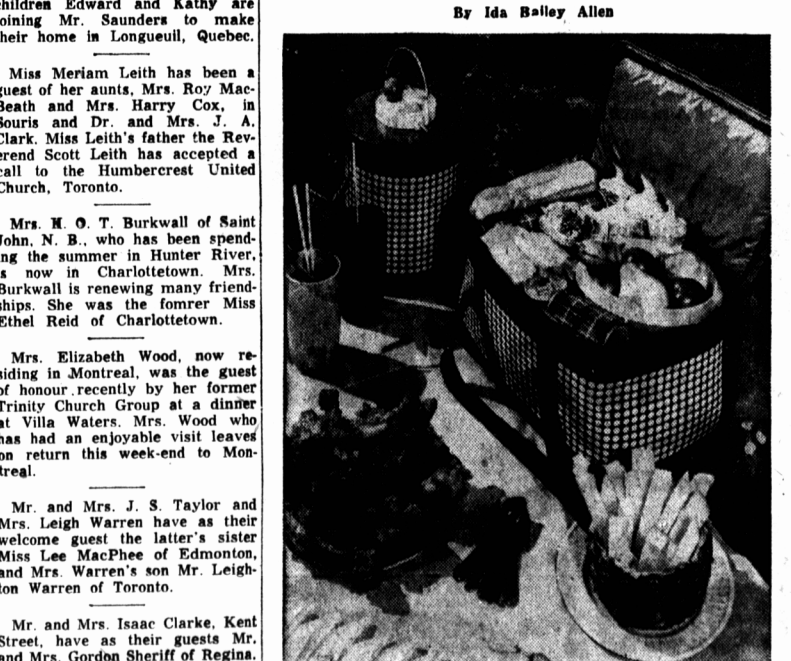 children Edward and Kathy are
joining Mr. Saunders to make
their home in Longueuil, Quebec.
Miss Meriam Leith has been a
guest of her aunts, Mrs. Roy Mac-
Beath and Mrs. Harry Cox, in
Souris and Dr. and Mrs. J. A.
Clark. Miss Leith's father the Rev-
erend Scott Leith has accepted a
call to the Humbercrest United
Church, Toronto.
Mrs. H. O. T. Burkwall of Saint
John, N. B., who has been spend-
ing the summer in Hunter River,
is now in Charlottetown. Mrs.
Burkwall is renewing many friend-
ships. She was the fomrer Miss
Ethel Reid of Charlottetown.
Mrs. Elizabeth Wood, now re-
siding in Montreal, was the guest
of honour recently by her former
Trinity Church Group at a dinner
at Villa Waters. Mrs. Wood who
has had an enjoyable visit leaves
on return this week-end to Mon-
treal.
Mr. and Mrs. J. S. Taylor and
Mrs. Leigh Warren have as their
welcome guest the latter's sister
Miss Lee MacPhee of Edmonton,
and Mrs. Warren's son Mr. Leigh-
ton Warren of Toronto.
Mr. and Mrs. Isaac Clarke, Kent
Street, have as their guests Mr.
and Mrs. Gordon Sheriff of Regina.
By Ida Bailey Allen